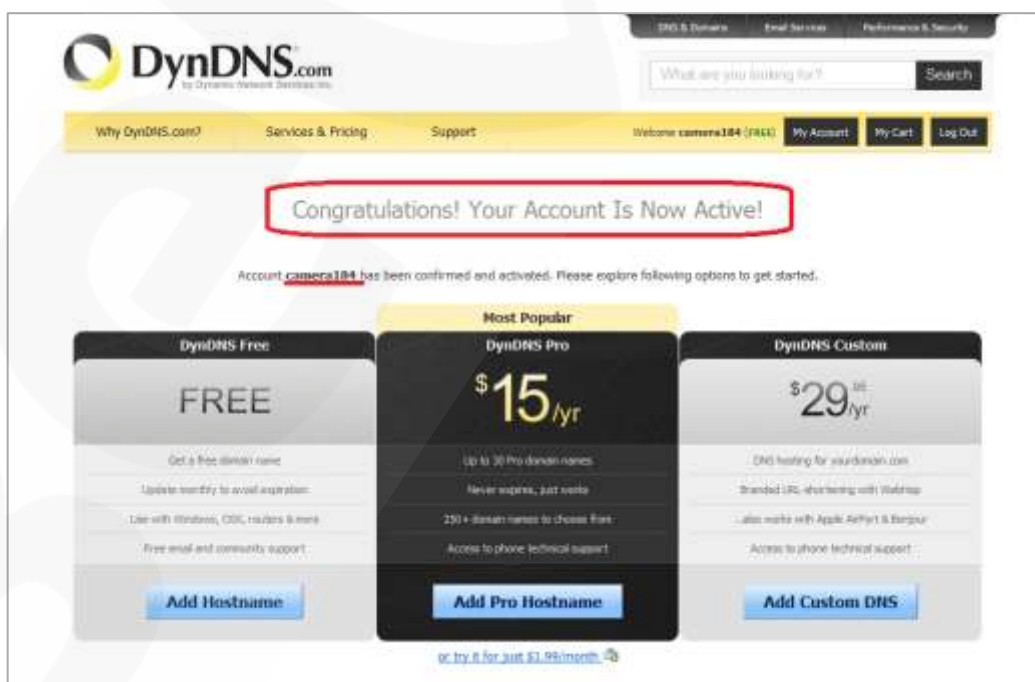 DNS & Domains Email Services Performance & Security
DynDNS.com
by Dynamic Network Services Inc.
What are you looking for? Search
Why DynDNS.com? Services & Pricing Support Welcome camera184 (FREE) My Account My Cart Log Out
Congratulations! Your Account Is Now Active!
Account camera184 has been confirmed and activated. Please explore following options to get started.
Most Popular
DynDNS Free DynDNS Pro DynDNS Custom
FREE $15/yr $29/yr
Get a free domain name Up to 30 Pro domain names DNS hosting for yourdomain.com
Update monthly to avoid expiration Never expires, just works Branded URL-shortening with WebHop
Use with Windows, OSX, routers & more 250+ domain names to choose from ...also works with Apple AirPort & Bonjour
Free email and community support Access to phone technical support Access to phone technical support
Add Hostname Add Pro Hostname Add Custom DNS
or try it for just $1.99/month